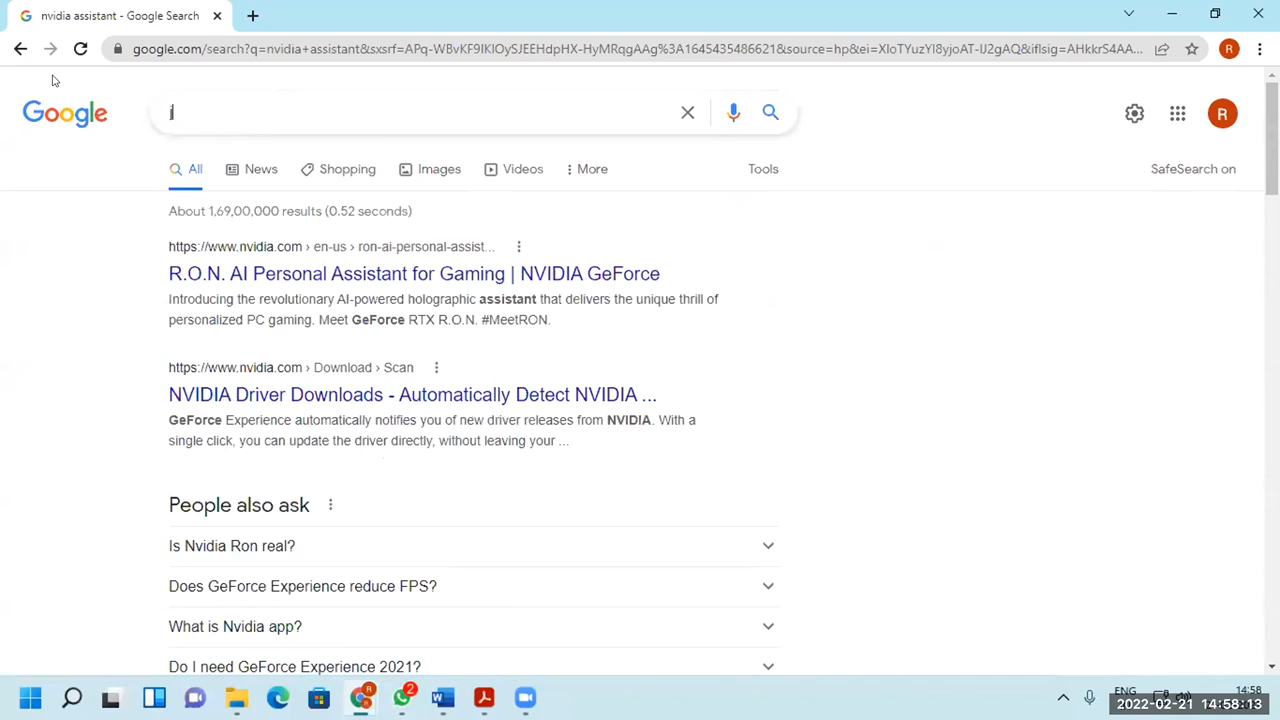 nvidia assistant - Google Search
google.com/search?q=nvidia+assistant&sxsrf=APq-WBvKF9IKlOySJEEHdpHX-HyMRqgAAg%3A1645435486621&source=hp&ei=XIoTYuzYI8yjoAT-IJ2gAQ&iflsig=AHkkrS4AA...
R
Google
j
R
All
News
Shopping
Images
Videos
More
Tools
SafeSearch on
About 1,69,00,000 results (0.52 seconds)
https://www.nvidia.com › en-us › ron-ai-personal-assist...
R.O.N. AI Personal Assistant for Gaming | NVIDIA GeForce
Introducing the revolutionary AI-powered holographic assistant that delivers the unique thrill of
personalized PC gaming. Meet GeForce RTX R.O.N. #MeetRON.
https://www.nvidia.com › Download › Scan
NVIDIA Driver Downloads - Automatically Detect NVIDIA ...
GeForce Experience automatically notifies you of new driver releases from NVIDIA. With a
single click, you can update the driver directly, without leaving your ...
People also ask
Is Nvidia Ron real?
Does GeForce Experience reduce FPS?
What is Nvidia app?
Do I need GeForce Experience 2021?
R
2
W
ENG
14:58
2022-02-21 14:58:13